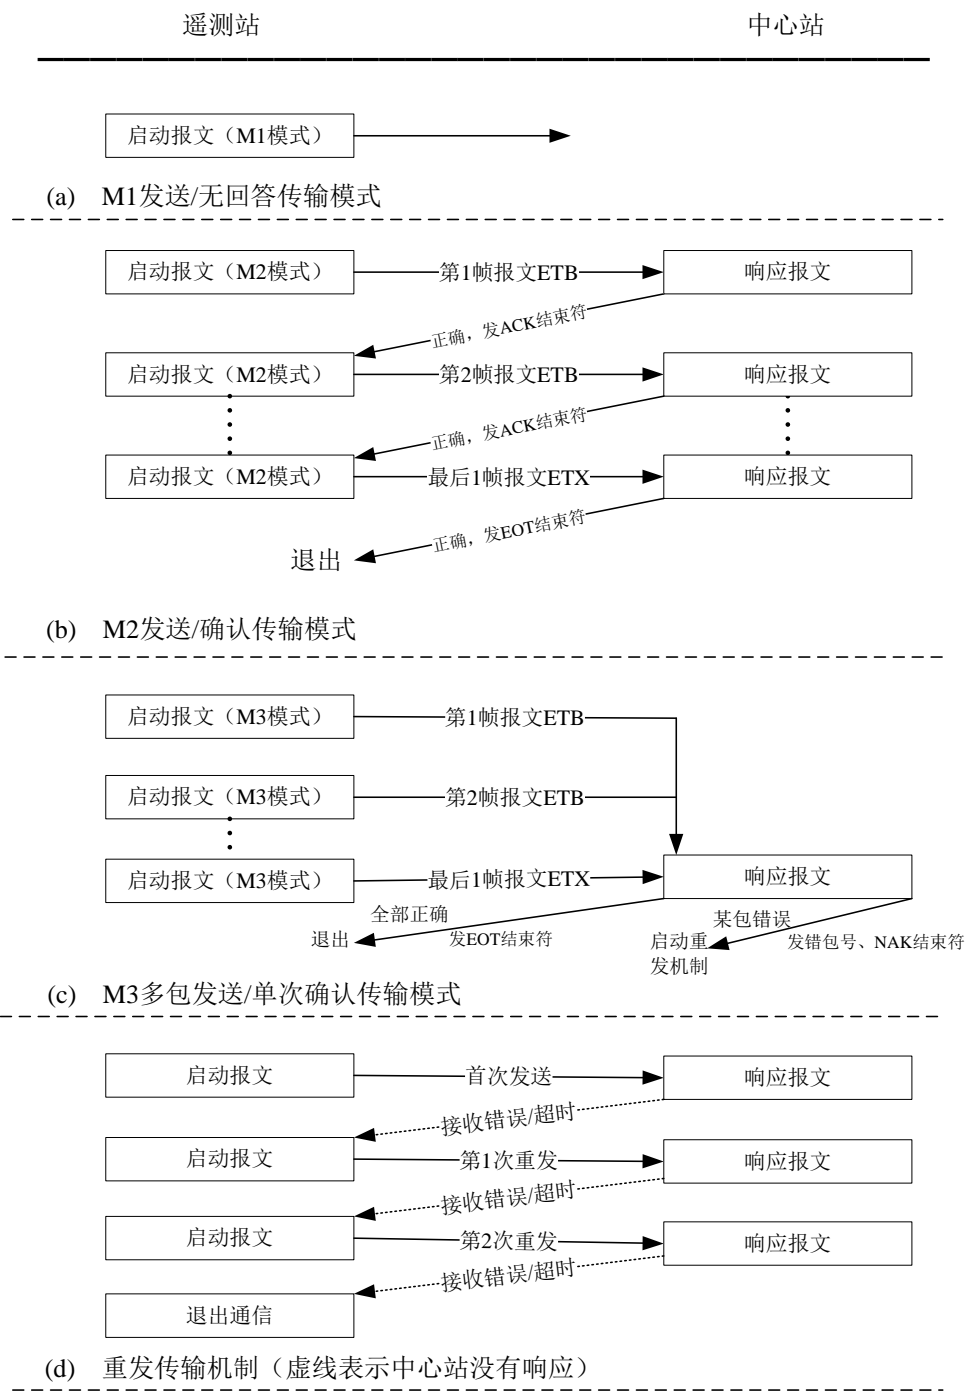 遥测站 中心站
启动报文（M1模式）
(a) M1发送/无回答传输模式
启动报文（M2模式） 第1帧报文ETB 响应报文
正确，发ACK结束符
启动报文（M2模式） 第2帧报文ETB 响应报文
正确，发ACK结束符
启动报文（M2模式） 最后1帧报文ETX 响应报文
正确，发EOT结束符
退出
(b) M2发送/确认传输模式
启动报文（M3模式） 第1帧报文ETB
启动报文（M3模式） 第2帧报文ETB
启动报文（M3模式） 最后1帧报文ETX 响应报文
全部正确 某包错误
退出 发EOT结束符 启动重 发错包号、NAK结束符
发机制
(c) M3多包发送/单次确认传输模式
启动报文 首次发送 响应报文
接收错误/超时
启动报文 第1次重发 响应报文
接收错误/超时
启动报文 第2次重发 响应报文
接收错误/超时
退出通信
(d) 重发传输机制（虚线表示中心站没有响应）